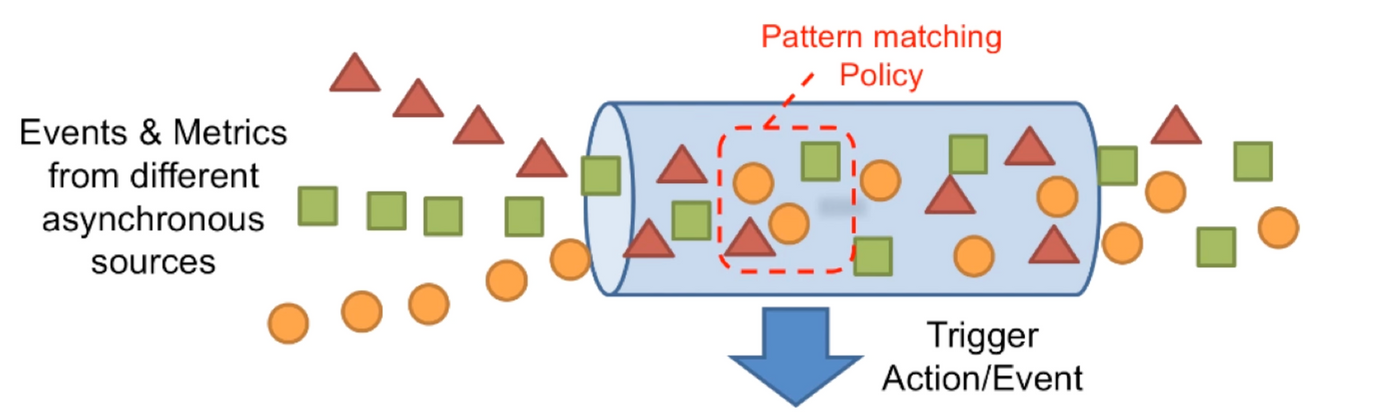 Pattern matching
Policy
Events & Metrics
from different
asynchronous
sources
Trigger
Action/Event